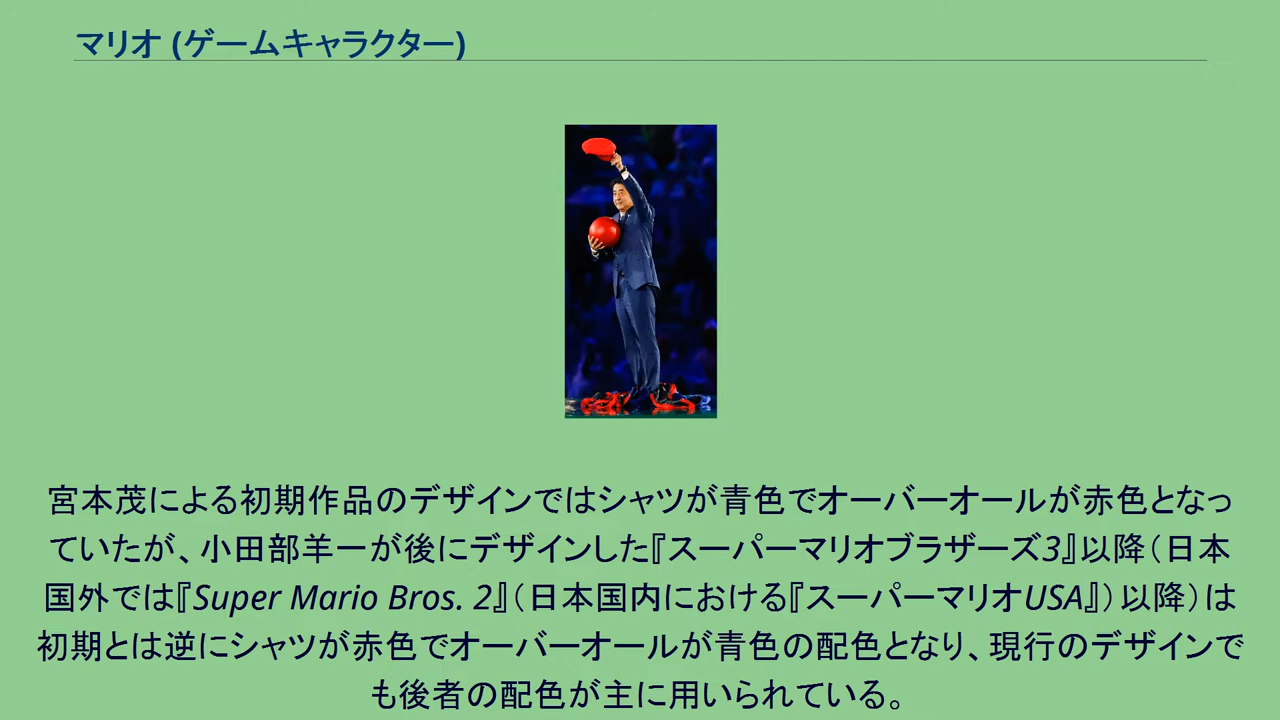 マリオ (ゲームキャラクター)
宮本茂による初期作品のデザインではシャツが青色でオーバーオールが赤色となっ
ていたが、小田部羊一が後にデザインした『スーパーマリオブラザーズ3』以降（日本
国外では『Super Mario Bros. 2』（日本国内における『スーパーマリオUSA』）以降）は
初期とは逆にシャツが赤色でオーバーオールが青色の配色となり、現行のデザインで
も後者の配色が主に用いられている。